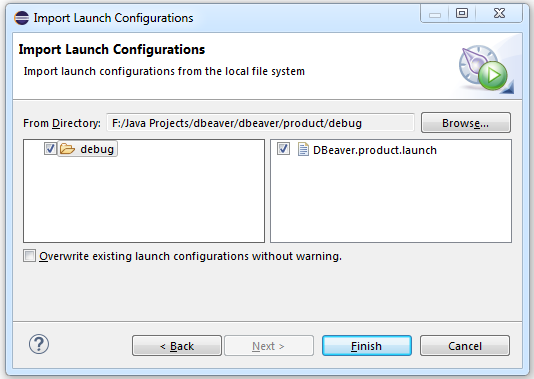 Import Launch Configurations
Import Launch Configurations
Import launch configurations from the local file system
From Directory: F:/Java Projects/dbeaver/dbeaver/product/debug Browse...
debug DBeaver.product.launch
Overwrite existing launch configurations without warning.
? < Back Next > Finish Cancel